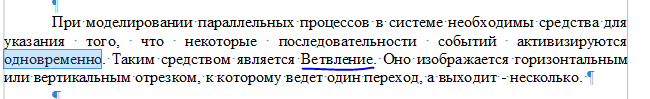 При моделировании параллельных процессов в системе необходимы средства для
указания того, что некоторые последовательности событий активизируются
одновременно. Таким средством является Ветвление. Оно изображается горизонтальным
или вертикальным отрезком, к которому ведет один переход, а выходит - несколько. ¶